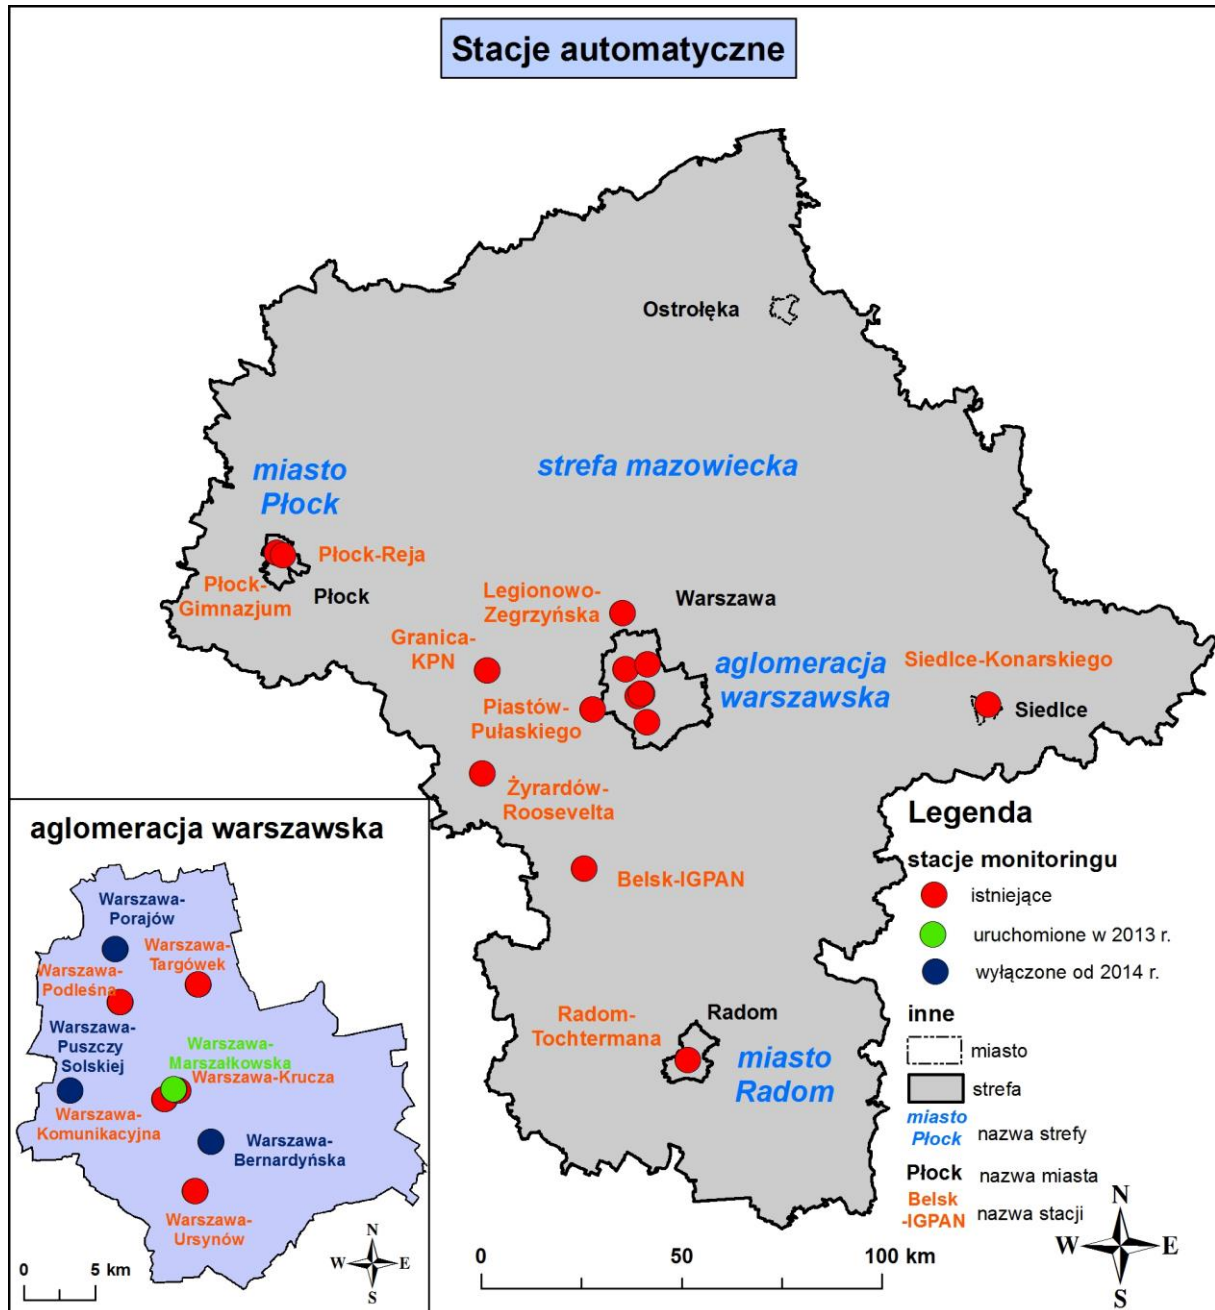 Stacje automatyczne
Ostrołęka
miasto
Płock
strefa mazowiecka
Płock-Reja
Płock-
Gimnazjum
Płock
Legionowo-
Zegrzyńska
Warszawa
Granica-
KPN
aglomeracja
warszawska
Siedlce-Konarskiego
Siedlce
Piastów-
Pułaskiego
Żyrardów-
Roosevelta
Belsk-IGPAN
Radom-
Tochtermana
Radom
miasto
Radom
aglomeracja warszawska
Warszawa-
Porajów
Warszawa-
Targówek
Warszawa-
Podleśna
Warszawa-
Puszczy
Solskiej
Warszawa-
Marszałkowska
Warszawa-Krucza
Warszawa-
Komunikacyjna
Warszawa-
Bernardyńska
Warszawa-
Ursynów
0 5 km
N
W E
S
Legenda
stacje monitoringu
istniejące
uruchomione w 2013 r.
wyłączone od 2014 r.
inne
miasto
strefa
miasto
Płock nazwa strefy
Płock nazwa miasta
Belsk
-IGPAN nazwa stacji
0 50 100 km
N
W E
S